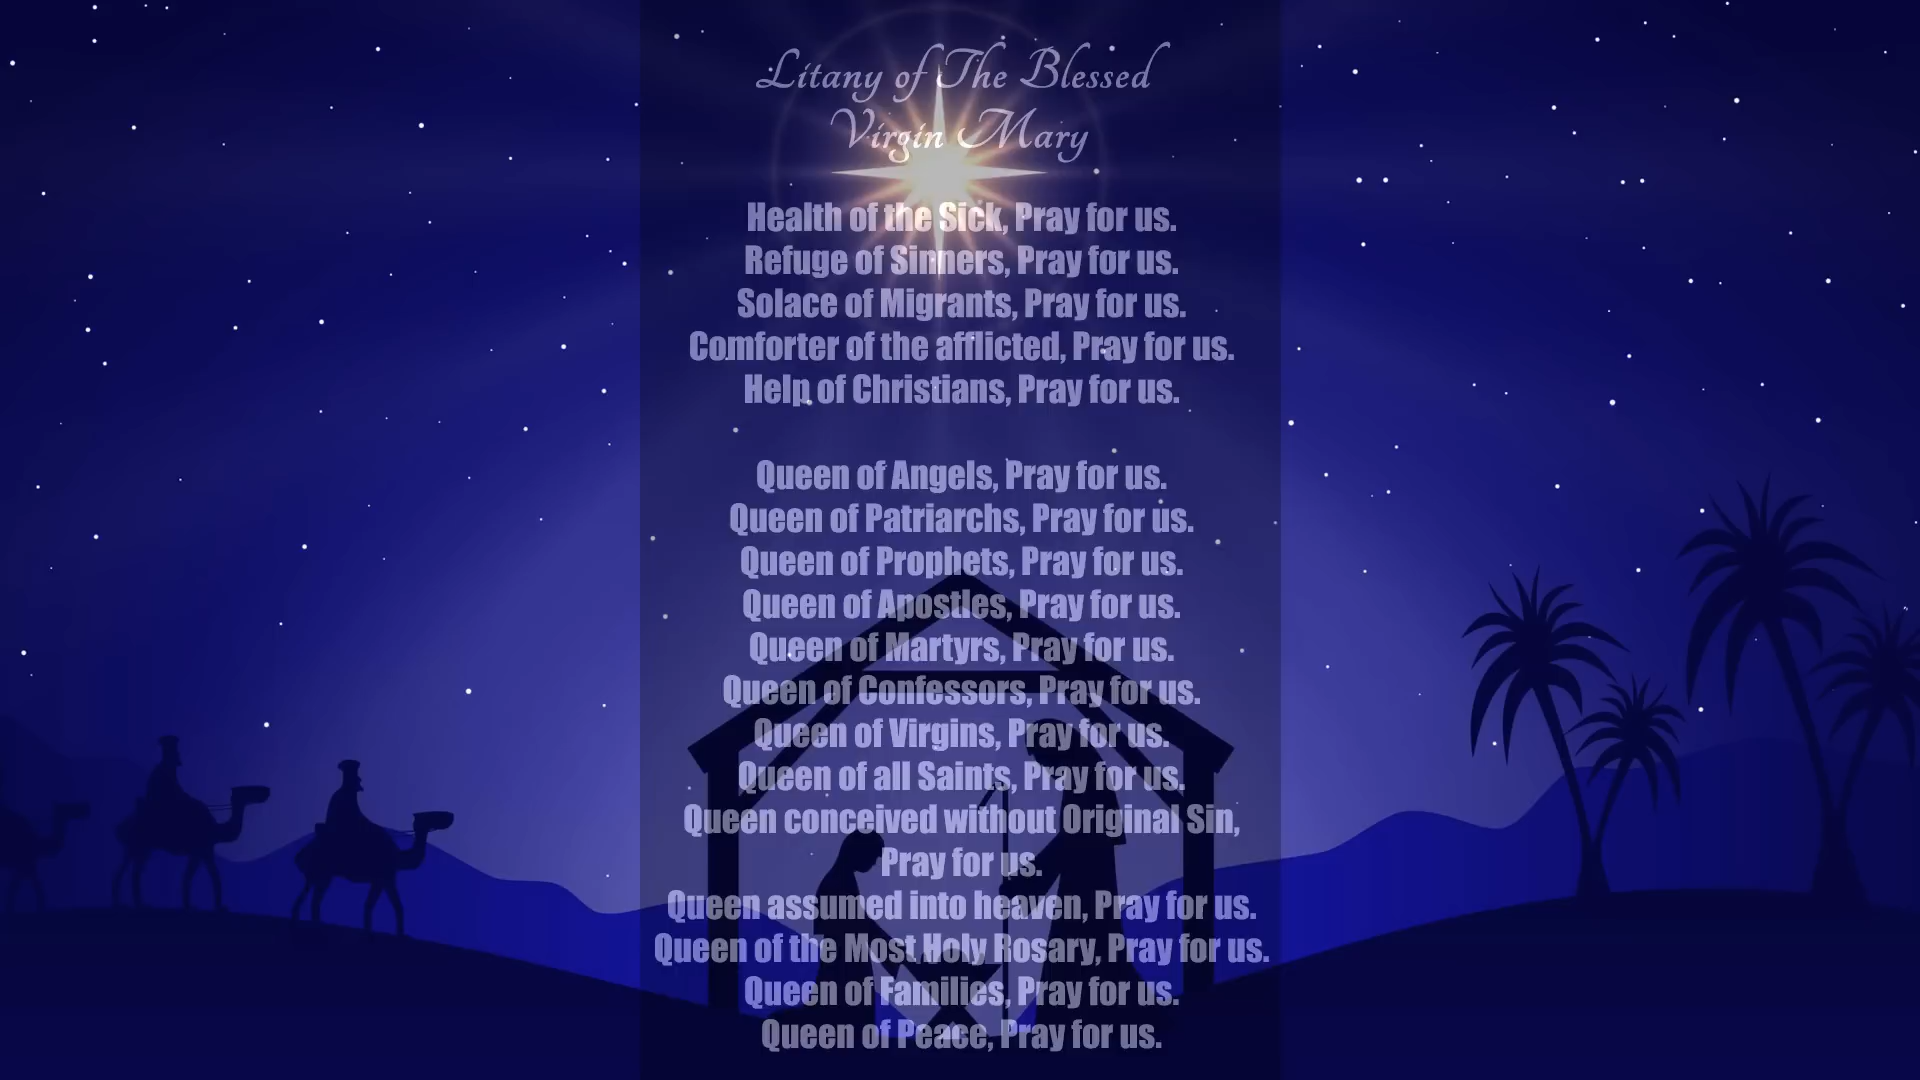 Litany of The Blessed
Virgin Mary
Health of the Sick, Pray for us.
Refuge of Sinners, Pray for us.
Solace of Migrants, Pray for us.
Comforter of the afflicted, Pray for us.
Help of Christians, Pray for us.
Queen of Angels, Pray for us.
Queen of Patriarchs, Pray for us.
Queen of Prophets, Pray for us.
Queen of Apostles, Pray for us.
Queen of Martyrs, Pray for us.
Queen of Confessors, Pray for us.
Queen of Virgins, Pray for us.
Queen of all Saints, Pray for us.
Queen conceived without Original Sin,
Pray for us.
Queen assumed into heaven, Pray for us.
Queen of the Most Holy Rosary, Pray for us.
Queen of Families, Pray for us.
Queen of Peace, Pray for us.